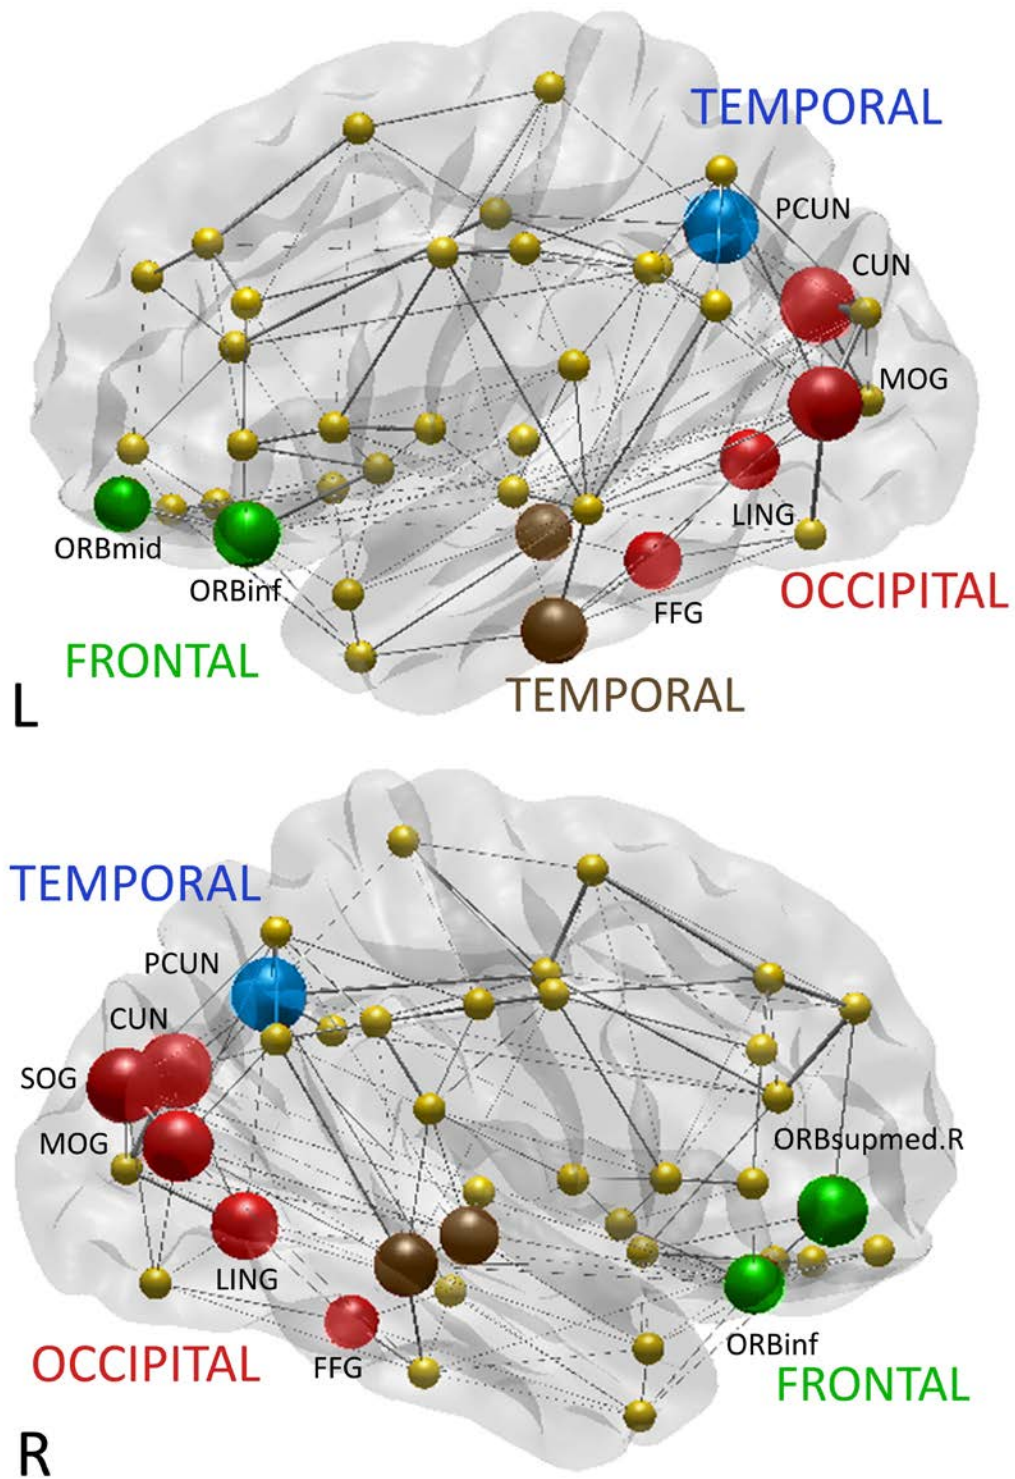 TEMPORAL
PCUN
CUN
MOG
LING
ORBmid
ORBinf
FFG
OCCIPITAL
FRONTAL
TEMPORAL
L
TEMPORAL
PCUN
CUN
SOG
MOG
ORBsupmed.R
LING
ORBinf
FFG
OCCIPITAL
FRONTAL
R